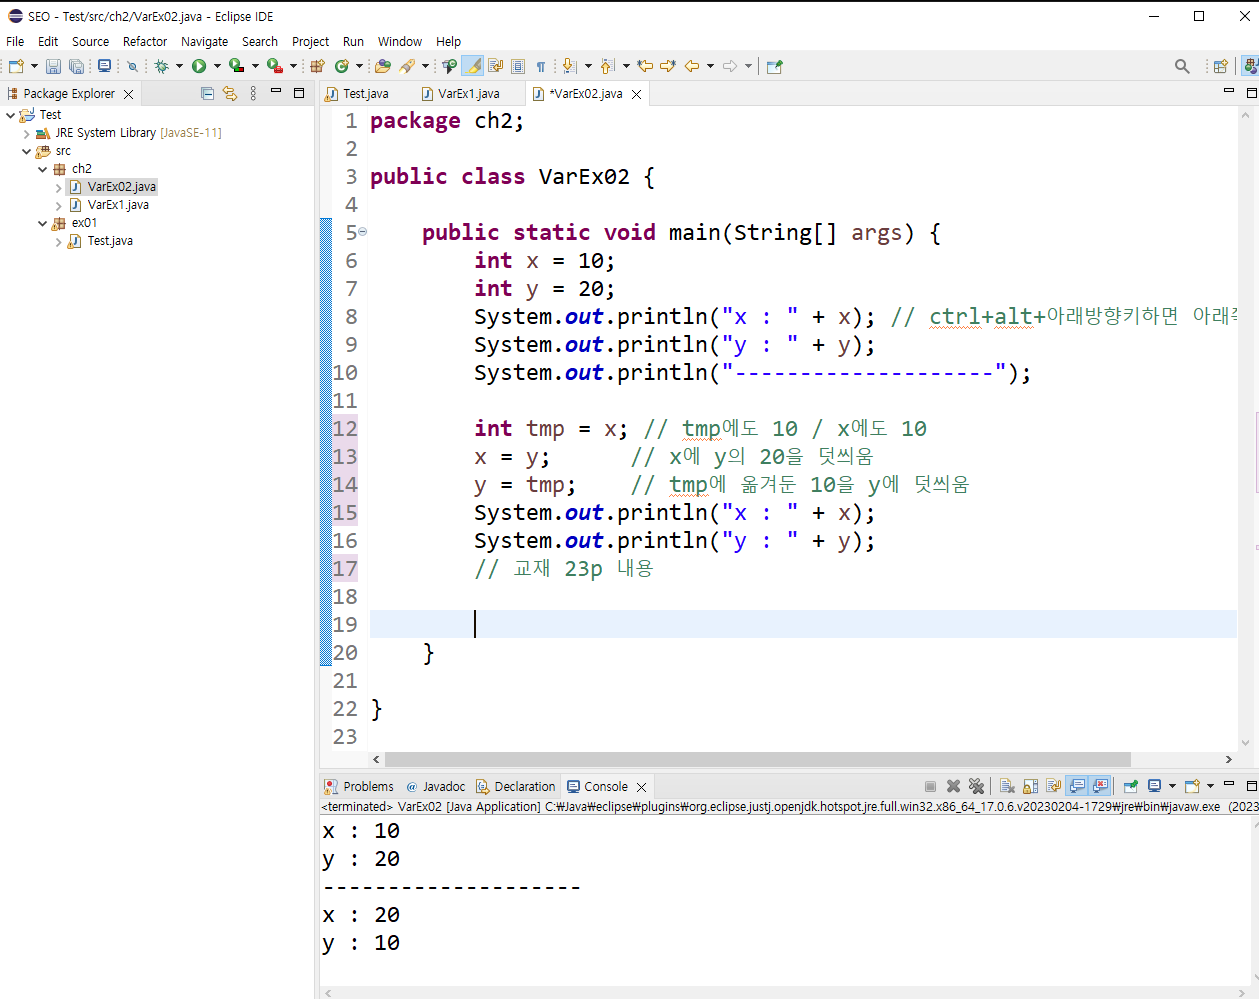 SEO - Test/src/ch2/VarEx02.java - Eclipse IDE
File Edit Source Refactor Navigate Search Project Run Window Help
Package Explorer
Test
JRE System Library [JavaSE-11]
src
ch2
VarEx02.java
VarEx1.java
ex01
Test.java
Test.java VarEx1.java *VarEx02.java
1 package ch2;
2
3 public class VarEx02 {
4
5 public static void main(String[] args) {
6 int x = 10;
7 int y = 20;
8 System.out.println("x : " + x); // ctrl+alt+아래방향키하면 아래
9 System.out.println("y : " + y);
10 System.out.println("--------------------");
11
12 int tmp = x; // tmp에도 10 / x에도 10
13 x = y; // x에 y의 20을 덧씌움
14 y = tmp; // tmp에 옮겨둔 10을 y에 덧씌움
15 System.out.println("x : " + x);
16 System.out.println("y : " + y);
17 // 교재 23p 내용
18
19
20 }
21
22 }
23
Problems @ Javadoc Declaration Console
<terminated> VarEx02 [Java Application] C:₩Java₩eclipse₩plugins₩org.eclipse.justj.openjdk.hotspot.jre.full.win32.x86_64_17.0.6.v20230204-1729₩jre₩bin₩javaw.exe (2023
x : 10
y : 20
--------------------
x : 20
y : 10